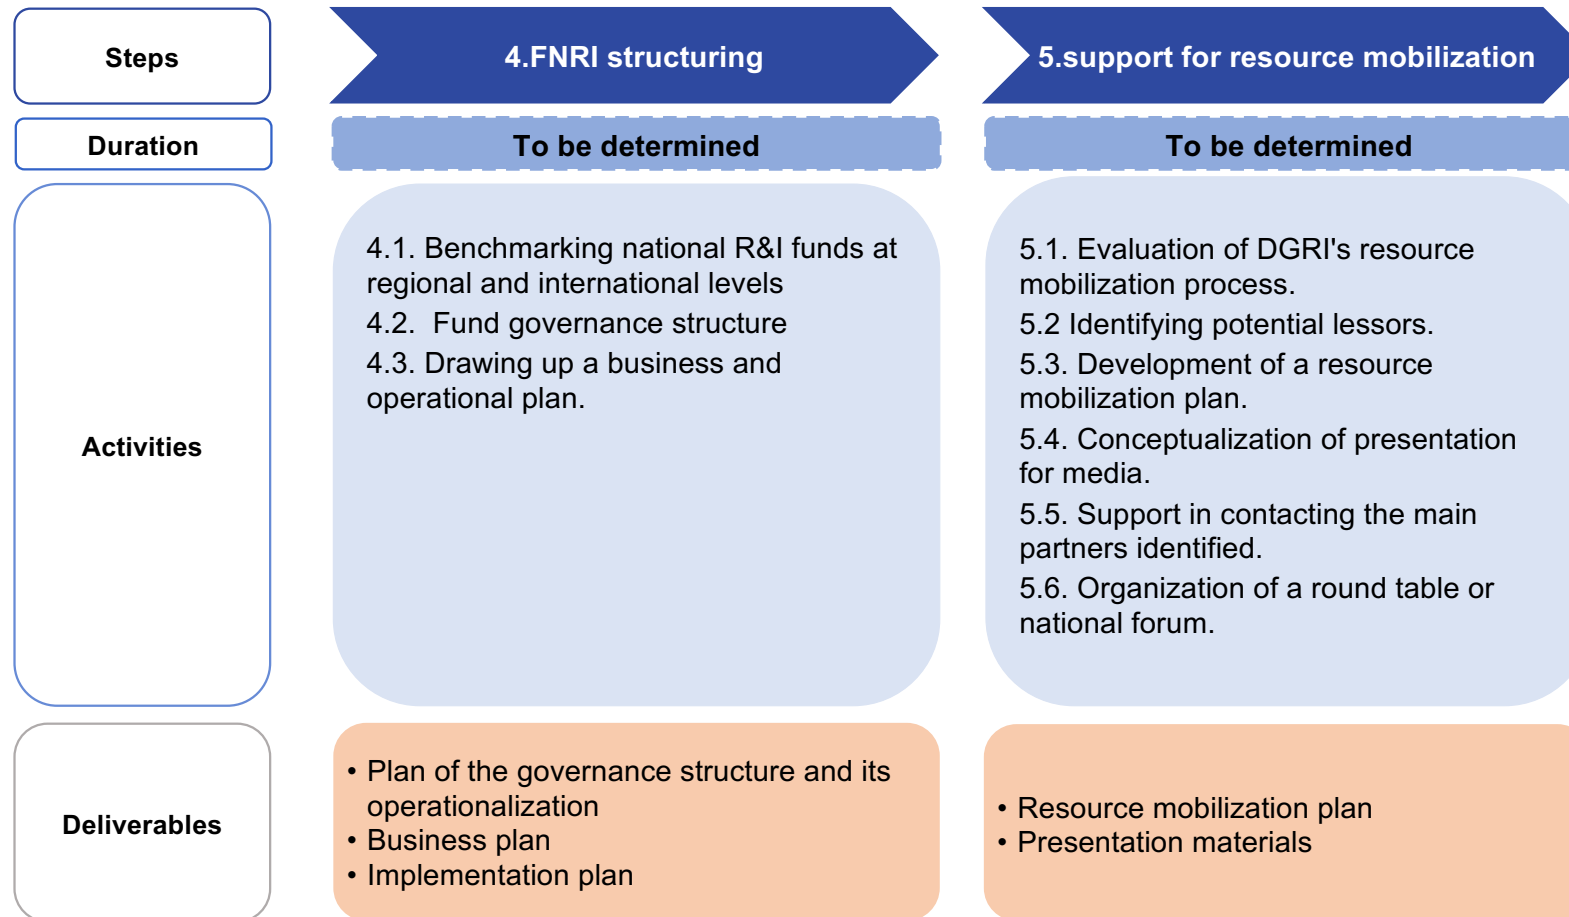 Steps
4.FNRI structuring
5.support for resource mobilization
Duration
To be determined
To be determined
Activities
4.1. Benchmarking national R&I funds at
regional and international levels
4.2.  Fund governance structure
4.3. Drawing up a business and
operational plan.
5.1. Evaluation of DGRI's resource
mobilization process.
5.2 Identifying potential lessors.
5.3. Development of a resource
mobilization plan.
5.4. Conceptualization of presentation
for media.
5.5. Support in contacting the main
partners identified.
5.6. Organization of a round table or
national forum.
Deliverables
• Plan of the governance structure and its
operationalization
• Business plan
• Implementation plan
• Resource mobilization plan
• Presentation materials